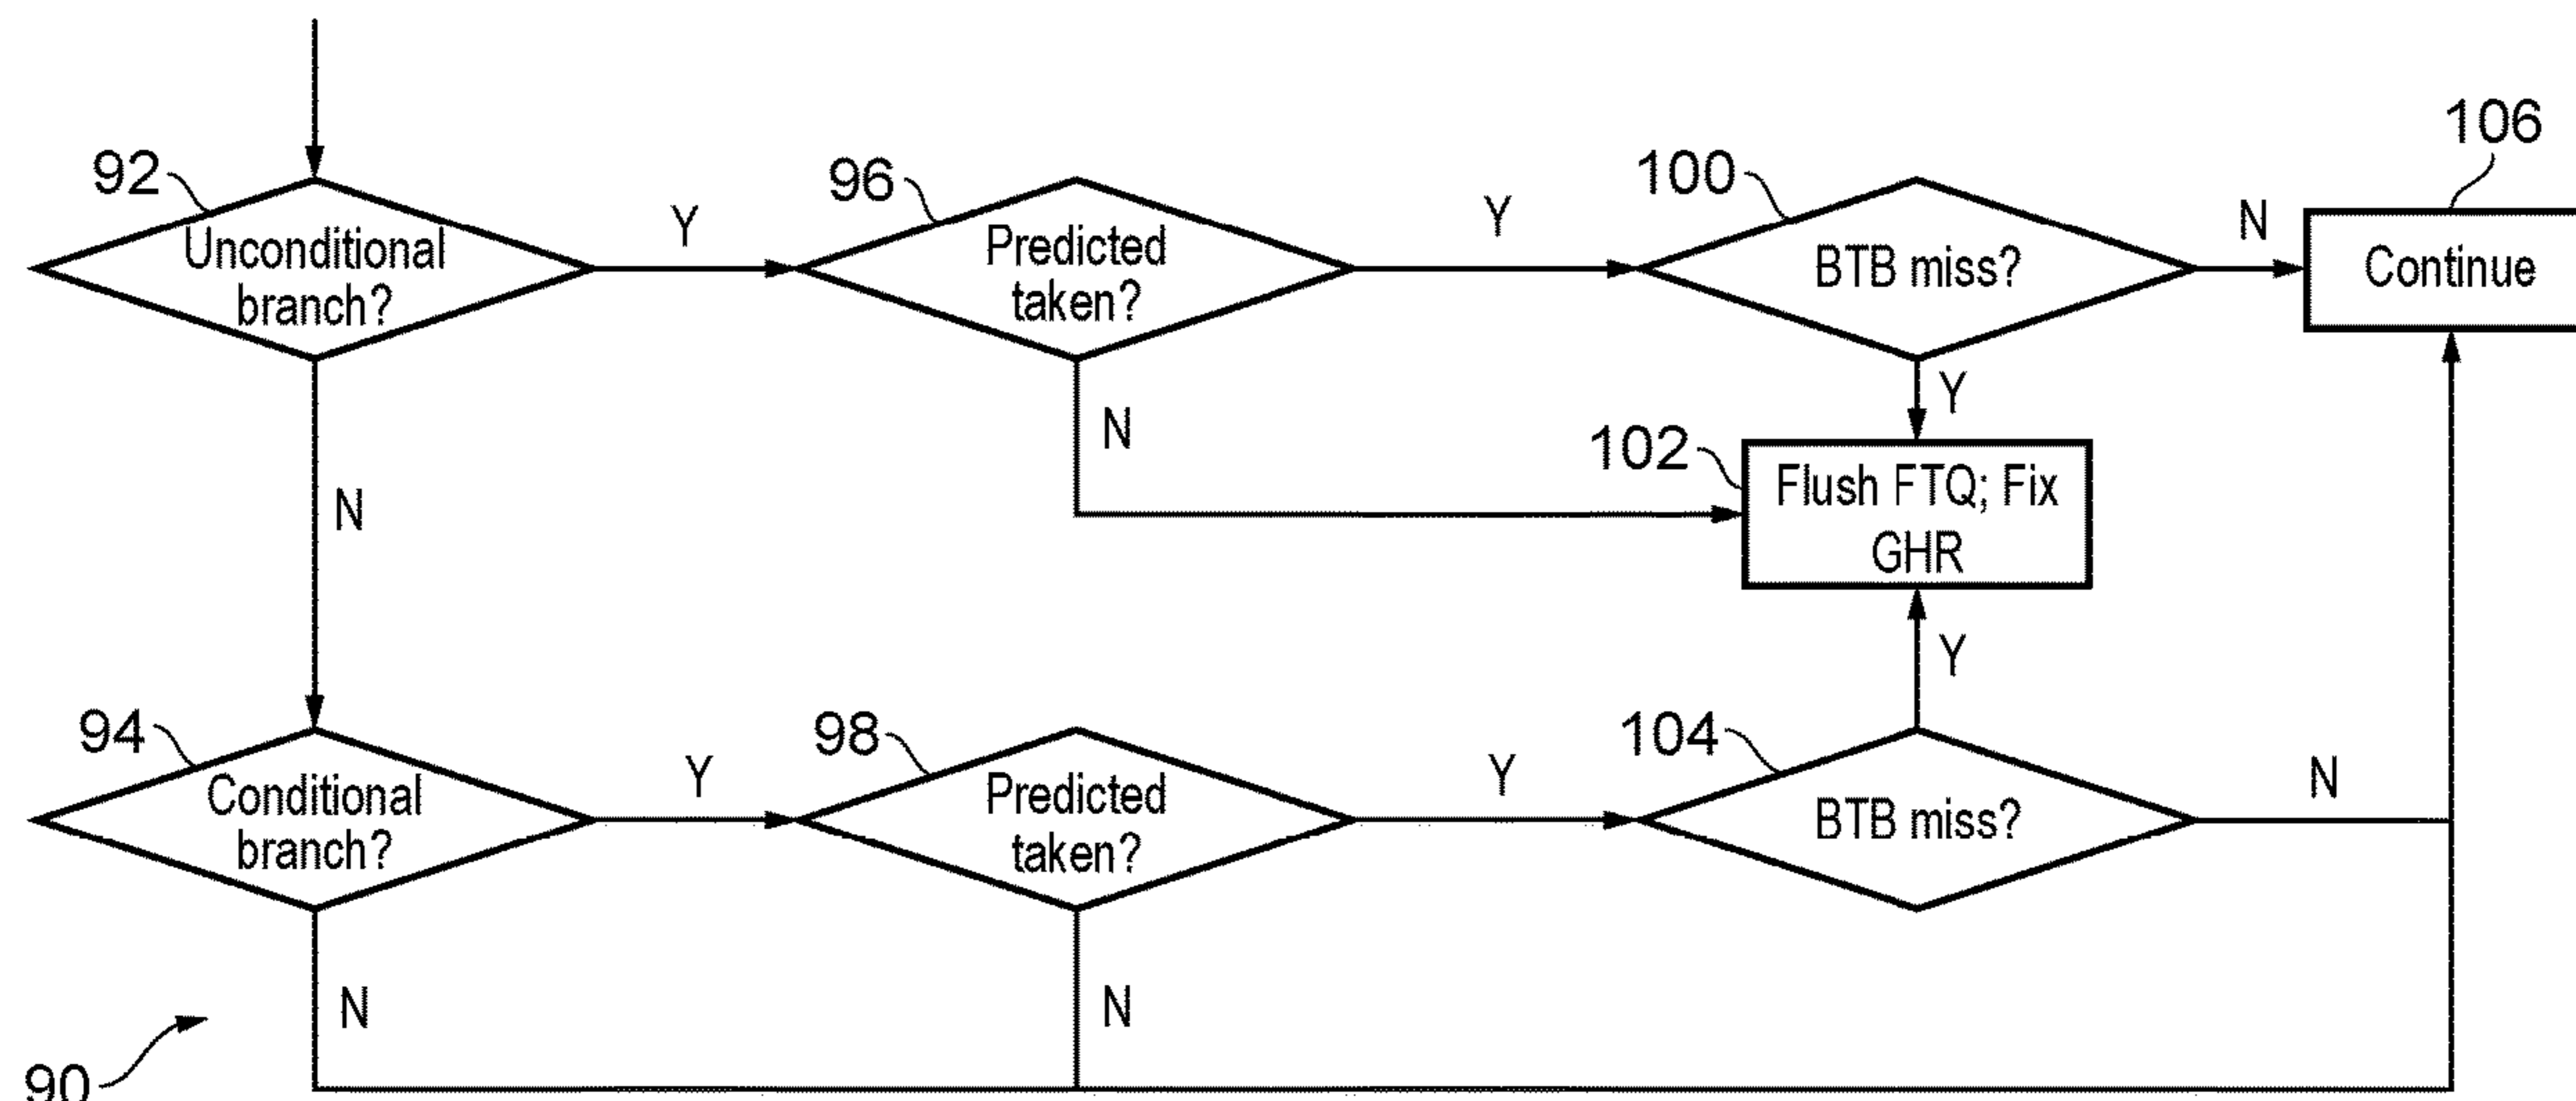 106
92
96
100
Y
Y
N
Unconditional
branch?
Predicted
taken?
BTB miss?
Continue
N
Y
102
Flush FTQ; Fix
GHR
N
Y
94
98
104
Y
Y
N
Conditional
branch?
Predicted
taken?
BTB miss?
N
N
90